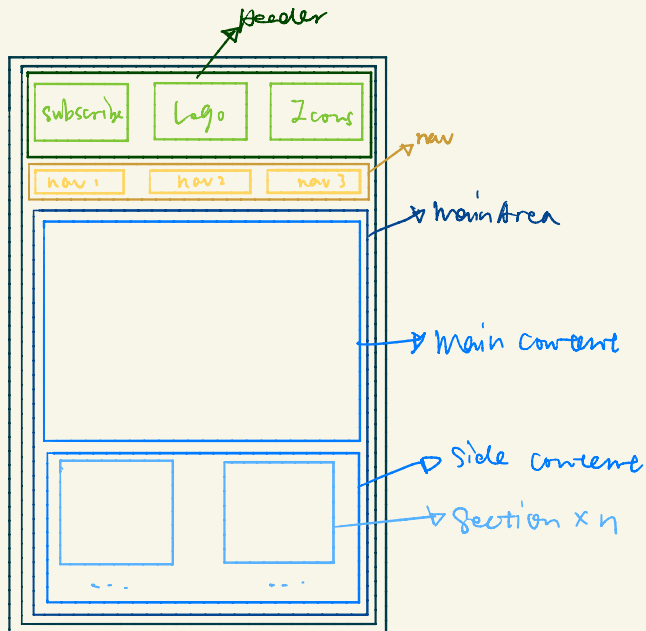 Header
Subscribe
Logo
Icons
nav
nav 1
nav 2
nav 3
Main Area
Main Content
Side Content
Section × n